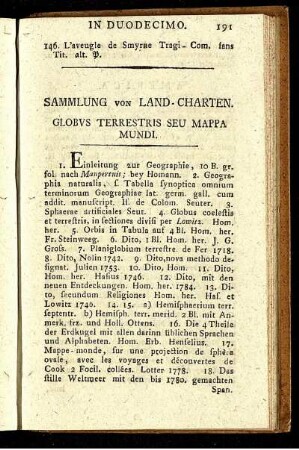 IN DUODECIMO. 191
146. L'aveugle de Smyrne Tragi-Com. sens
Tit. alt. P.
SAMMLUNG von LAND-CHARTEN.
GLOBVS TERRESTRIS SEU MAPPA
MUNDI.
1. Einleitung zur Geographie, 10 B. gr.
fol. nach Manpertuis; bey Homann. 2. Geogra-
phia naturalis, s. Tabella synoptica omnium
terminorum Geographiae lat. germ. gall. cum
addit. manuscript. ill. de Colom. Seuter. 3.
Sphaerae artificiales Seut. 4. Globus coelestis
et terrestris, in sectiones divisi per Lowitz. Hom.
her. 5. Orbis in Tabula auf 4 Bl. Hom. her.
Fr. Steinweg. 6. Dito, 1 Bl. Hom. her. J. G.
Gross. 7. Planiglobium terrestre de Fer 1718.
8. Dito, Nolin 1742. 9. Dito, nova methodo de-
signat. Julien 1753. 10. Dito, Hom. 11. Dito
Hom. her. Hasius 1746. 12. Dito, mit den
neuen Entdeckungen. Hom. her. 1784. 13. Di-
to, secundum Religiones Hom. her. Has. et
Lowitz 1740. 14. 15. a) Hemisphaerium terr.
septentr. b) Hemisph. terr. merid. 2 Bl. mit An-
merk. frz. und Holl. Ottens. 16. Die 4 Theile
der Erdkugel mit allen darinn üblichen Sprachen
und Alphabeten. Hom. Erb. Henselius. 17.
Mappe-monde, sur une projection de sphère
ovale, avec les voyages et découvertes de
Cook 2 Focil. collées. Lotter 1778. 18. Das
stille Weltmeer mit den bis 1780. gemachten
Span.